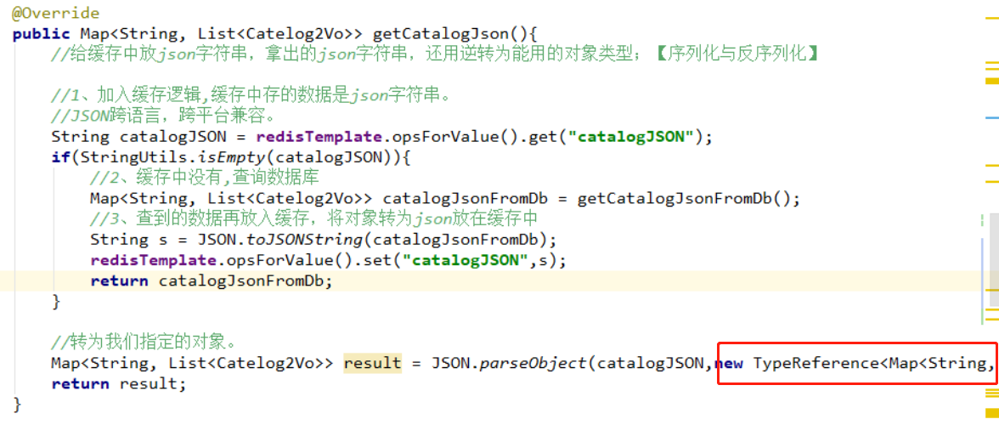 @Override
public Map<String, List<Catelog2Vo>> getCatalogJson(){
//给缓存中放json字符串，拿出的json字符串，还用逆转为能用的对象类型；【序列化与反序列化】
//1、加入缓存逻辑,缓存中存的数据是json字符串。
//JSON跨语言，跨平台兼容。
String catalogJSON = redisTemplate.opsForValue().get("catalogJSON");
if(StringUtils.isEmpty(catalogJSON)){
//2、缓存中没有,查询数据库
Map<String, List<Catelog2Vo>> catalogJsonFromDb = getCatalogJsonFromDb();
//3、查到的数据再放入缓存，将对象转为json放在缓存中
String s = JSON.toJSONString(catalogJsonFromDb);
redisTemplate.opsForValue().set("catalogJSON",s);
return catalogJsonFromDb;
}
//转为我们指定的对象。
Map<String, List<Catelog2Vo>> result = JSON.parseObject(catalogJSON,new TypeReference<Map<String,
return result;
}